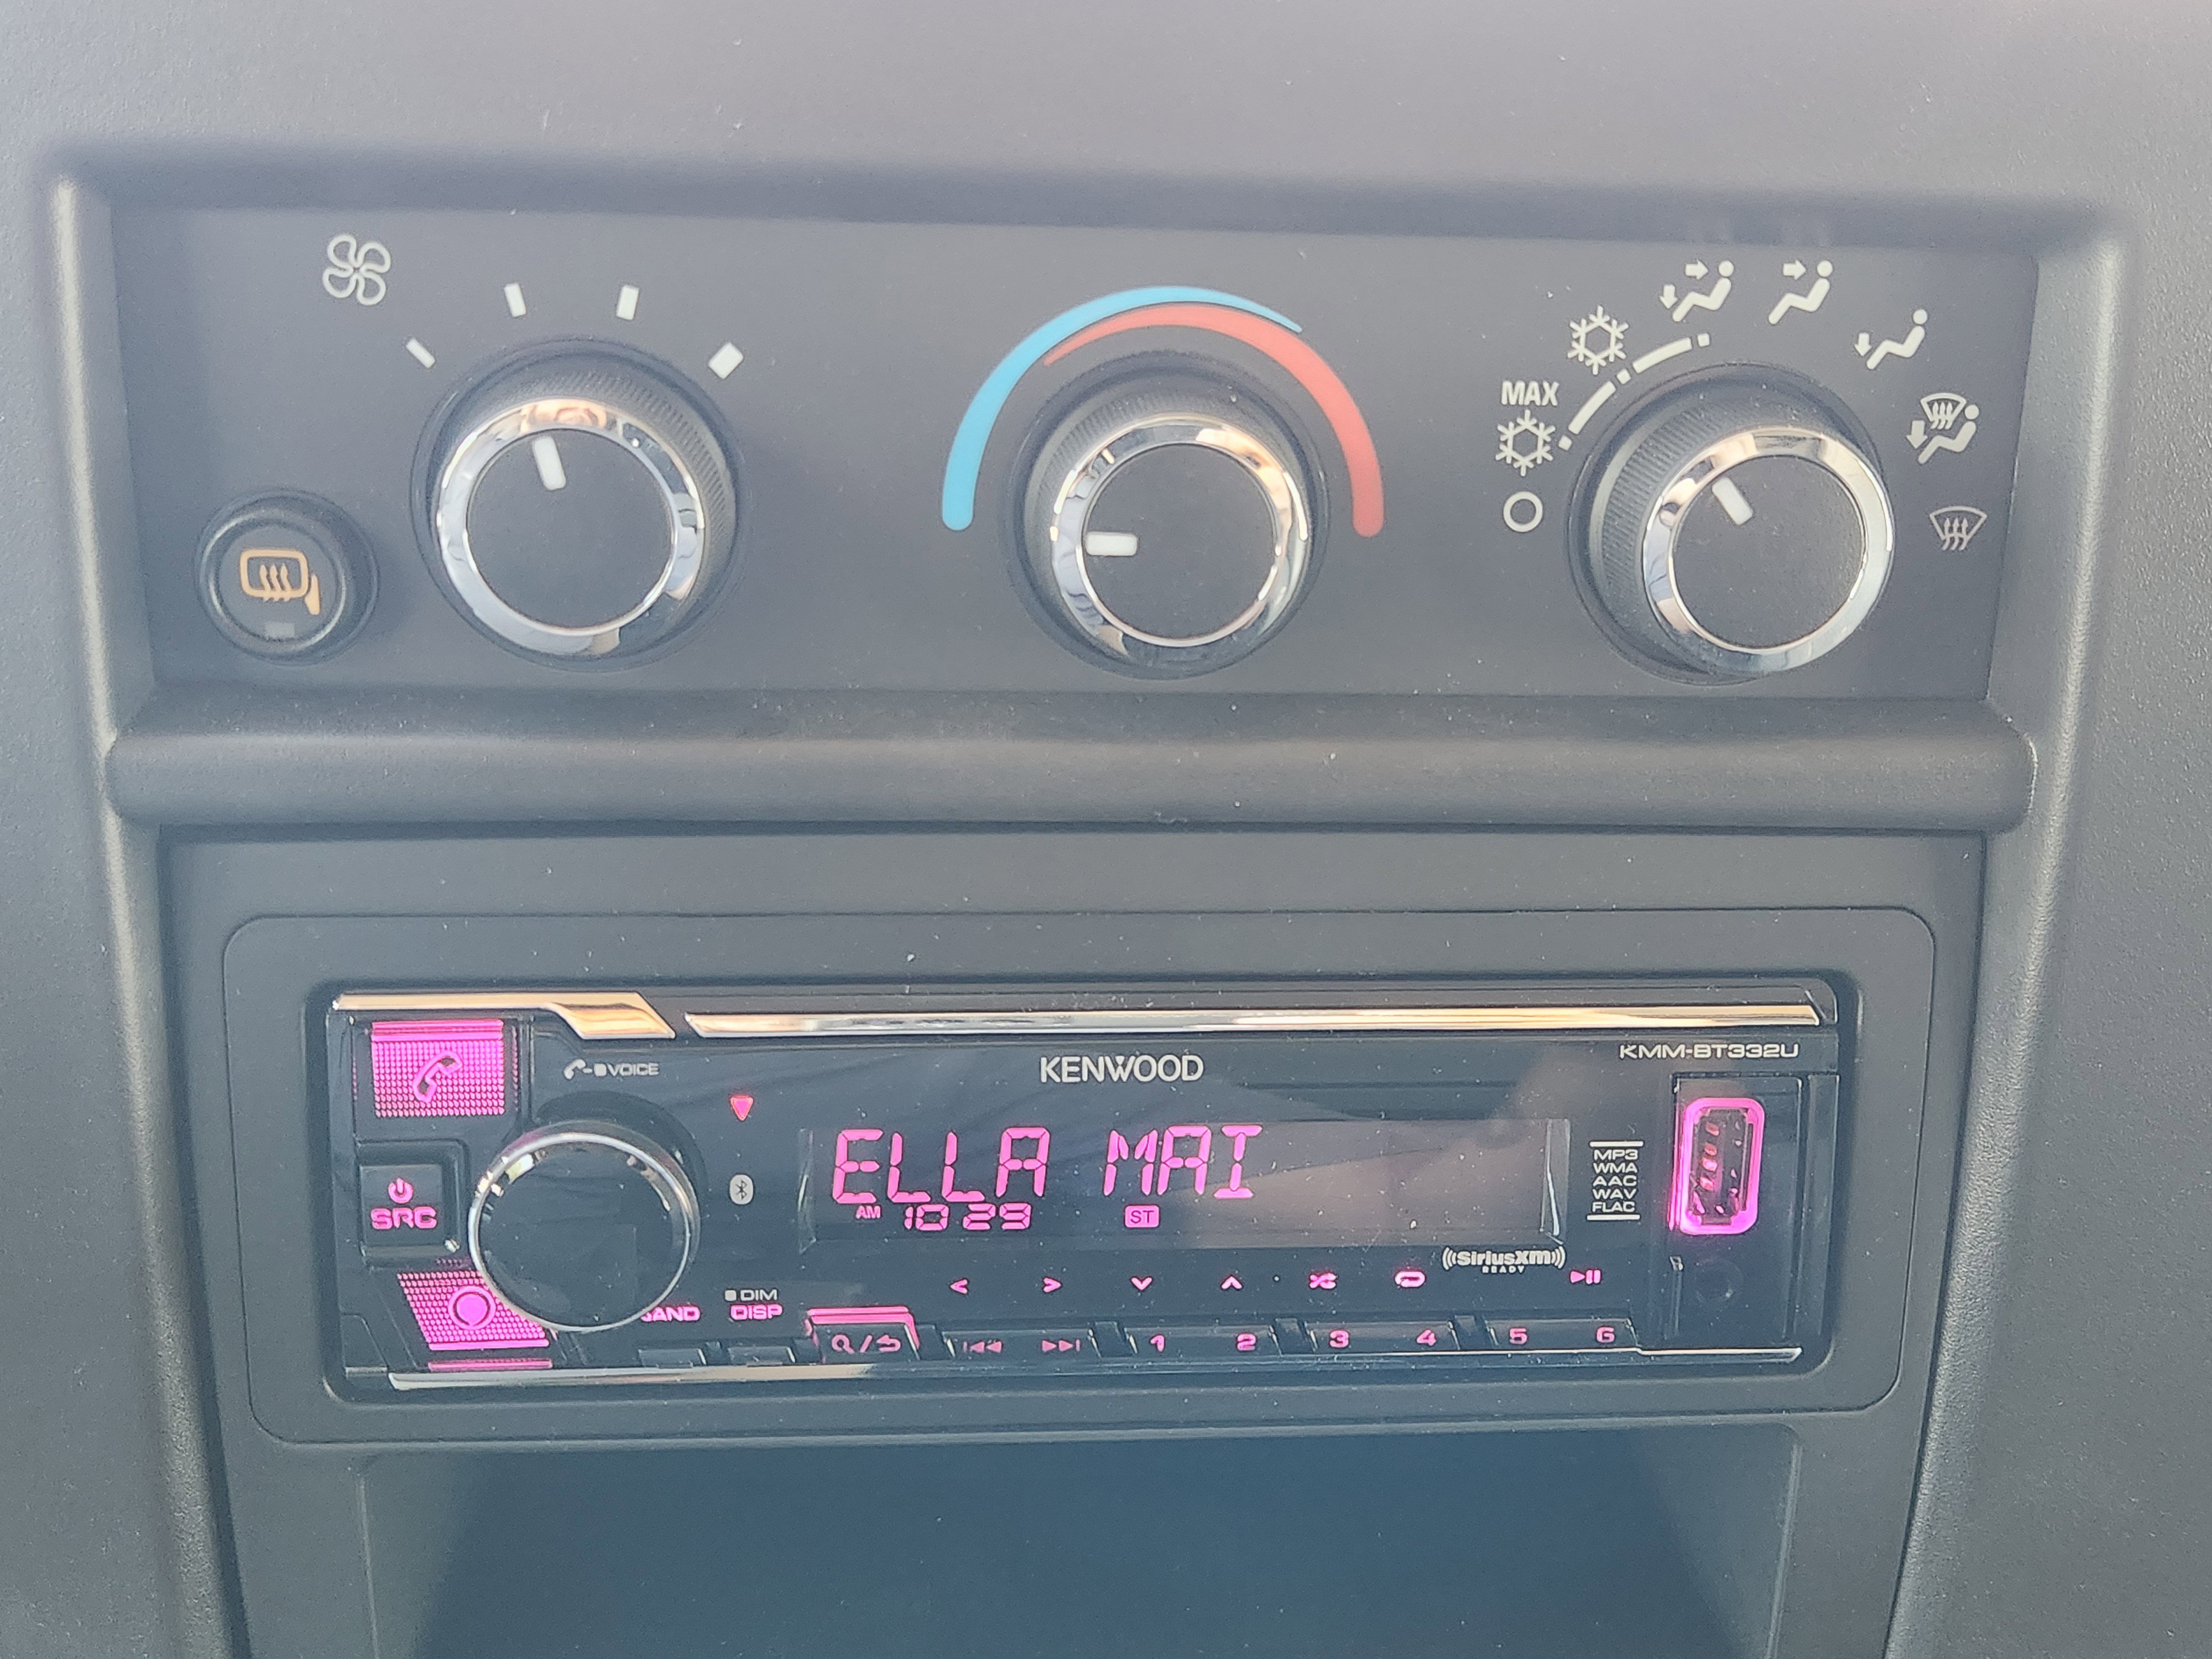 MAX
KENWOOD
KMM-BT332U
VOICE
ELLA MAI
AM 10 29 ST
MP3
WMA
AAC
WAV
FLAC
SRC
SiriusXM
READY
DIM
DISP
1 2 3 4 5 6